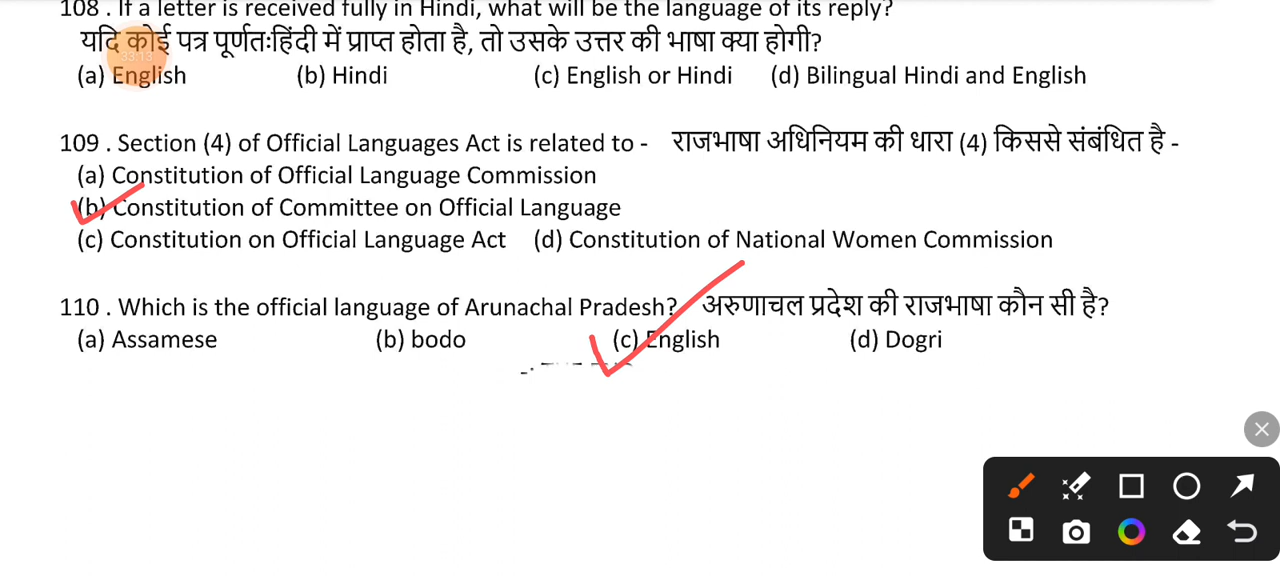 108 . If a letter is received fully in Hindi, what will be the language of its reply?
यदि कोई पत्र पूर्णतःहिंदी में प्राप्त होता है, तो उसके उत्तर की भाषा क्या होगी?
33:13
(a) English (b) Hindi (c) English or Hindi (d) Bilingual Hindi and English
109 . Section (4) of Official Languages Act is related to - राजभाषा अधिनियम की धारा (4) किससे संबंधित है -
(a) Constitution of Official Language Commission
(b) Constitution of Committee on Official Language
(c) Constitution on Official Language Act (d) Constitution of National Women Commission
110 . Which is the official language of Arunachal Pradesh? अरुणाचल प्रदेश की राजभाषा कौन सी है?
(a) Assamese (b) bodo (c) English (d) Dogri